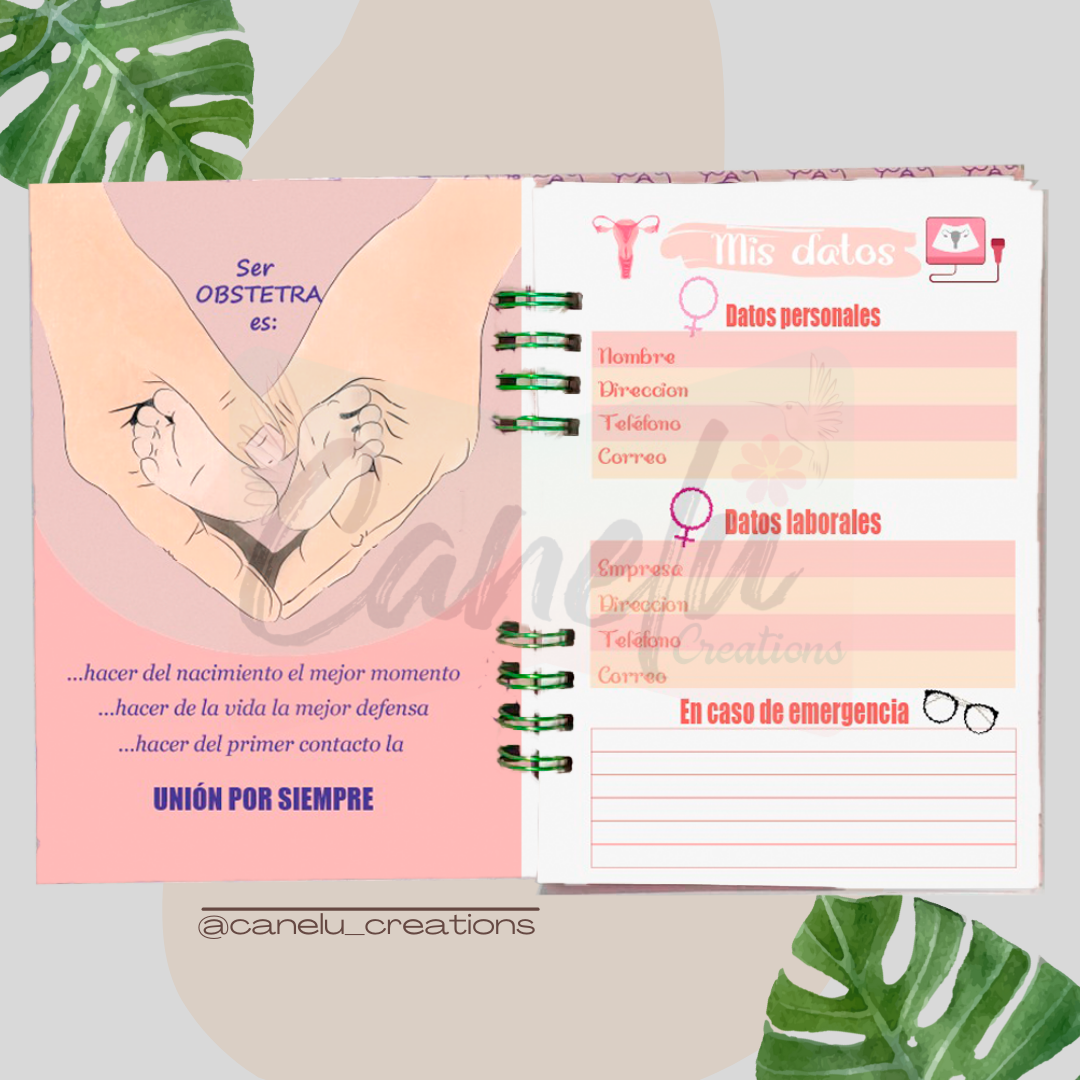 Ser
OBSTETRA
es:
...hacer del nacimiento el mejor momento
...hacer de la vida la mejor defensa
...hacer del primer contacto la
UNIÓN POR SIEMPRE
Mis datos
Datos personales
Nombre
Direccion
Teléfono
Correo
Datos laborales
Empresa
Direccion
Teléfono
Correo
En caso de emergencia
Canelu
Creations
@canelu_creations